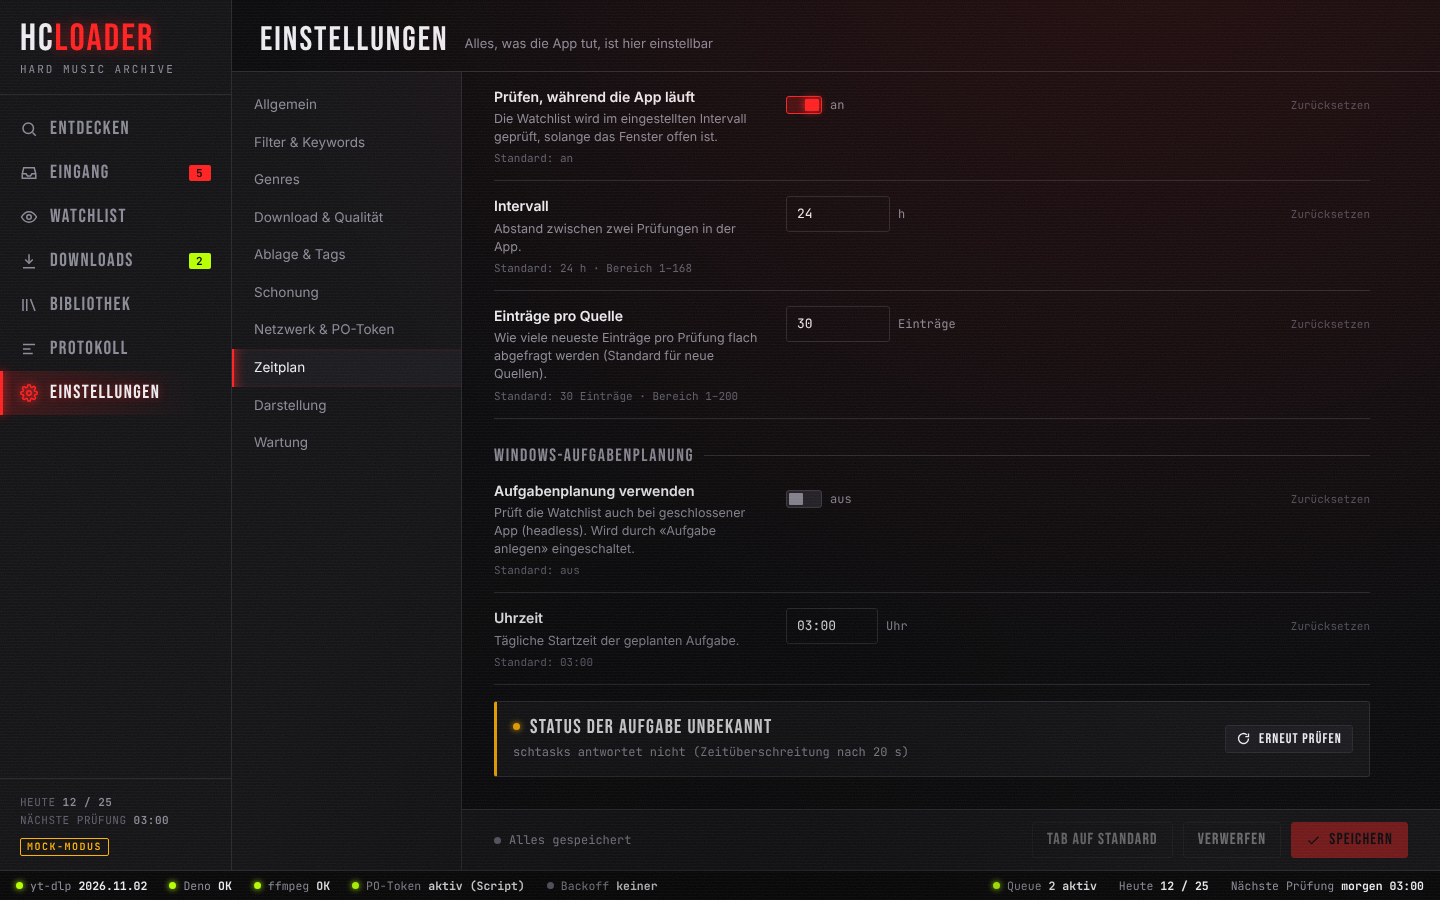 HCLOADER
HARD MUSIC ARCHIVE
ENTDECKEN
EINGANG 5
WATCHLIST
DOWNLOADS 2
BIBLIOTHEK
PROTOKOLL
EINSTELLUNGEN
HEUTE 12 / 25
NÄCHSTE PRÜFUNG 03:00
MOCK-MODUS
EINSTELLUNGEN Alles, was die App tut, ist hier einstellbar
Allgemein
Filter & Keywords
Genres
Download & Qualität
Ablage & Tags
Schonung
Netzwerk & PO-Token
Zeitplan
Darstellung
Wartung
Prüfen, während die App läuft
Die Watchlist wird im eingestellten Intervall
geprüft, solange das Fenster offen ist.
Standard: an
an
Zurücksetzen
Intervall
Abstand zwischen zwei Prüfungen in der
App.
Standard: 24 h · Bereich 1–168
24 h
Zurücksetzen
Einträge pro Quelle
Wie viele neueste Einträge pro Prüfung flach
abgefragt werden (Standard für neue
Quellen).
Standard: 30 Einträge · Bereich 1–200
30 Einträge
Zurücksetzen
WINDOWS-AUFGABENPLANUNG
Aufgabenplanung verwenden
Prüft die Watchlist auch bei geschlossener
App (headless). Wird durch «Aufgabe
anlegen» eingeschaltet.
Standard: aus
aus
Zurücksetzen
Uhrzeit
Tägliche Startzeit der geplanten Aufgabe.
Standard: 03:00
03:00 Uhr
Zurücksetzen
STATUS DER AUFGABE UNBEKANNT
schtasks antwortet nicht (Zeitüberschreitung nach 20 s)
ERNEUT PRÜFEN
Alles gespeichert
TAB AUF STANDARD
VERWERFEN
SPEICHERN
yt-dlp 2026.11.02 Deno OK ffmpeg OK PO-Token aktiv (Script) Backoff keiner Queue 2 aktiv Heute 12 / 25 Nächste Prüfung morgen 03:00